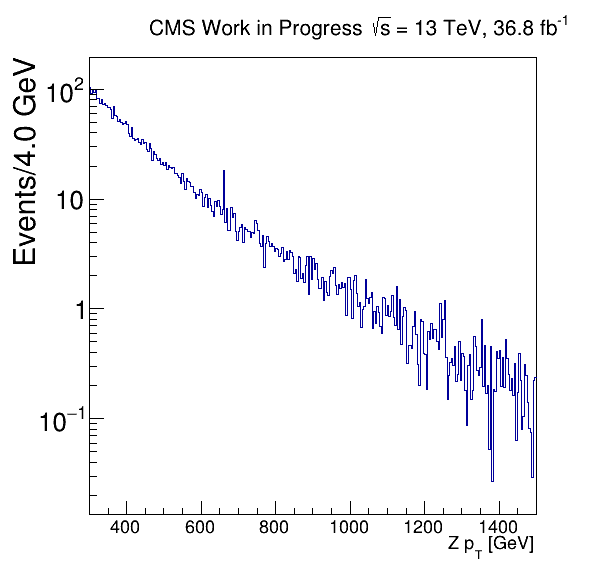 CMS Work in Progress √s = 13 TeV, 36.8 fb⁻¹
Events/4.0 GeV
10²
10
1
10⁻¹
400 600 800 1000 1200 1400
Z p_T [GeV]